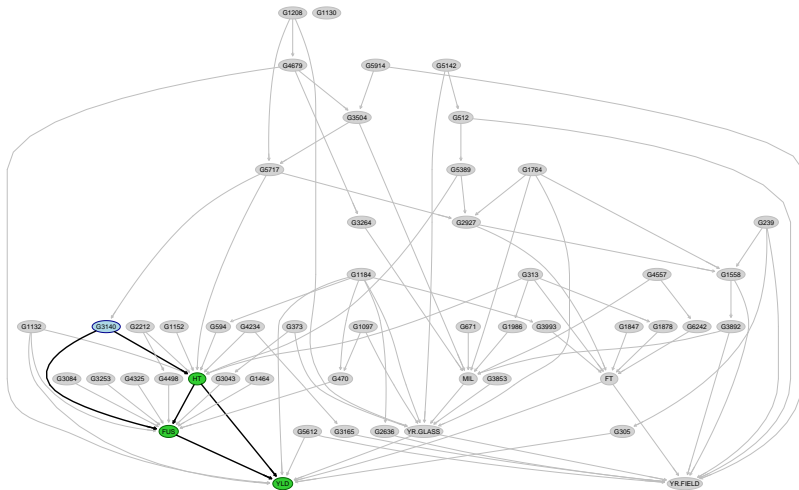 G1208 G1130
G4679 G5914 G5142
G3504 G512
G5717 G5389 G1764
G3264 G2927 G239
G1184 G313 G4557 G1558
G1132 G3140 G2212 G1152 G594 G4234 G373 G1097 G671 G1986 G3993 G1847 G1878 G6242 G3892
G3084 G3253 G4325 G4498 HT G3043 G1464 G470 MIL G3853 FT
FUS G5612 G3165 G2636 YR.GLASS G305
YLD YR.FIELD